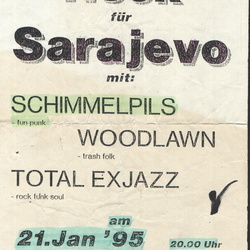 für
Sarajevo
mit:
SCHIMMELPILS
- fun punk
WOODLAWN
- trash folk
TOTAL EXJAZZ
- rock funk soul
am
21.Jan '95
20.00 Uhr